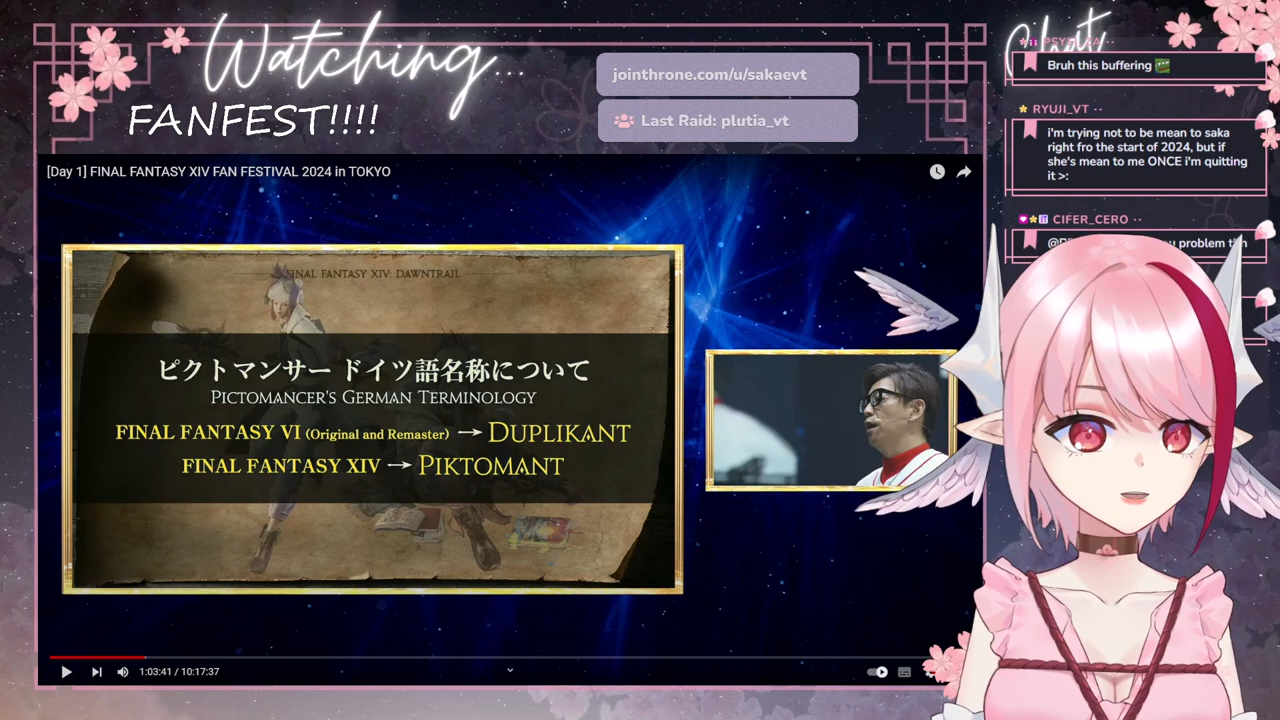 Watching...
FANFEST!!!!
jointhrone.com/u/sakaevt
Last Raid: plutia_vt
Chat
Bruh this buffering
RYUJI_VT
i'm trying not to be mean to saka
right fro the start of 2024, but if
she's mean to me ONCE i'm quitting
it >:
CIFER_CERO
problem
[Day 1] FINAL FANTASY XIV FAN FESTIVAL 2024 in TOKYO
FINAL FANTASY XIV: DAWNTRAIL
ピクトマンサー ドイツ語名称について
PICTOMANCER'S GERMAN TERMINOLOGY
FINAL FANTASY VI (Original and Remaster) → DUPLIKANT
FINAL FANTASY XIV → PIKTOMANT
1:03:41 / 10:17:37